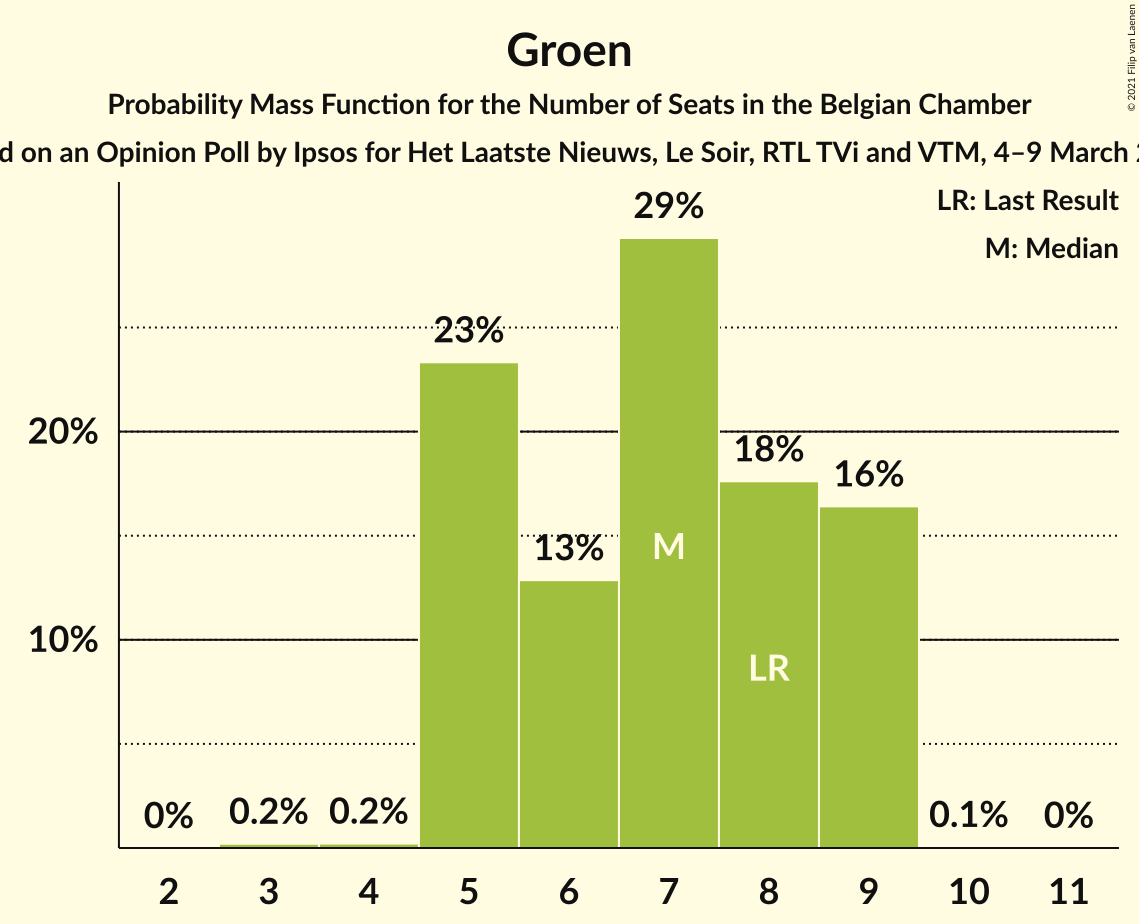 Groen
Probability Mass Function for the Number of Seats in the Belgian Chamber
on an Opinion Poll by Ipsos for Het Laatste Nieuws, Le Soir, RTL TVi and VTM, 4–9 March
© 2021 Filip van Laenen
LR: Last Result
M: Median
29%
23%
20%
18%
16%
13%
M
10%
LR
0%
0.2%
0.2%
0.1%
0%
2 3 4 5 6 7 8 9 10 11